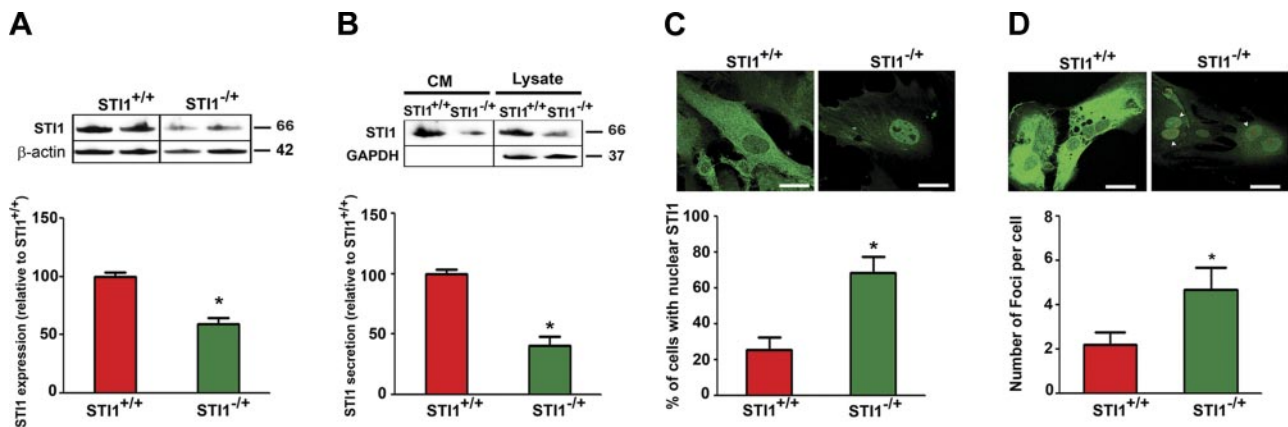 A
STI1+/+ STI1-/+
STI1 66
β-actin 42
STI1 expression (relative to STI1+/+)
150
100
50
0
*
STI1+/+ STI1-/+
B
CM Lysate
STI1+/+ STI1-/+ STI1+/+ STI1-/+
STI1 66
GAPDH 37
STI1 secretion (relative to STI1+/+)
150
100
50
0
*
STI1+/+ STI1-/+
C
STI1+/+ STI1-/+
% of cells with nuclear STI1
100
80
60
40
20
0
*
STI1+/+ STI1-/+
D
STI1+/+ STI1-/+
Number of Foci per cell
8
6
4
2
0
*
STI1+/+ STI1-/+